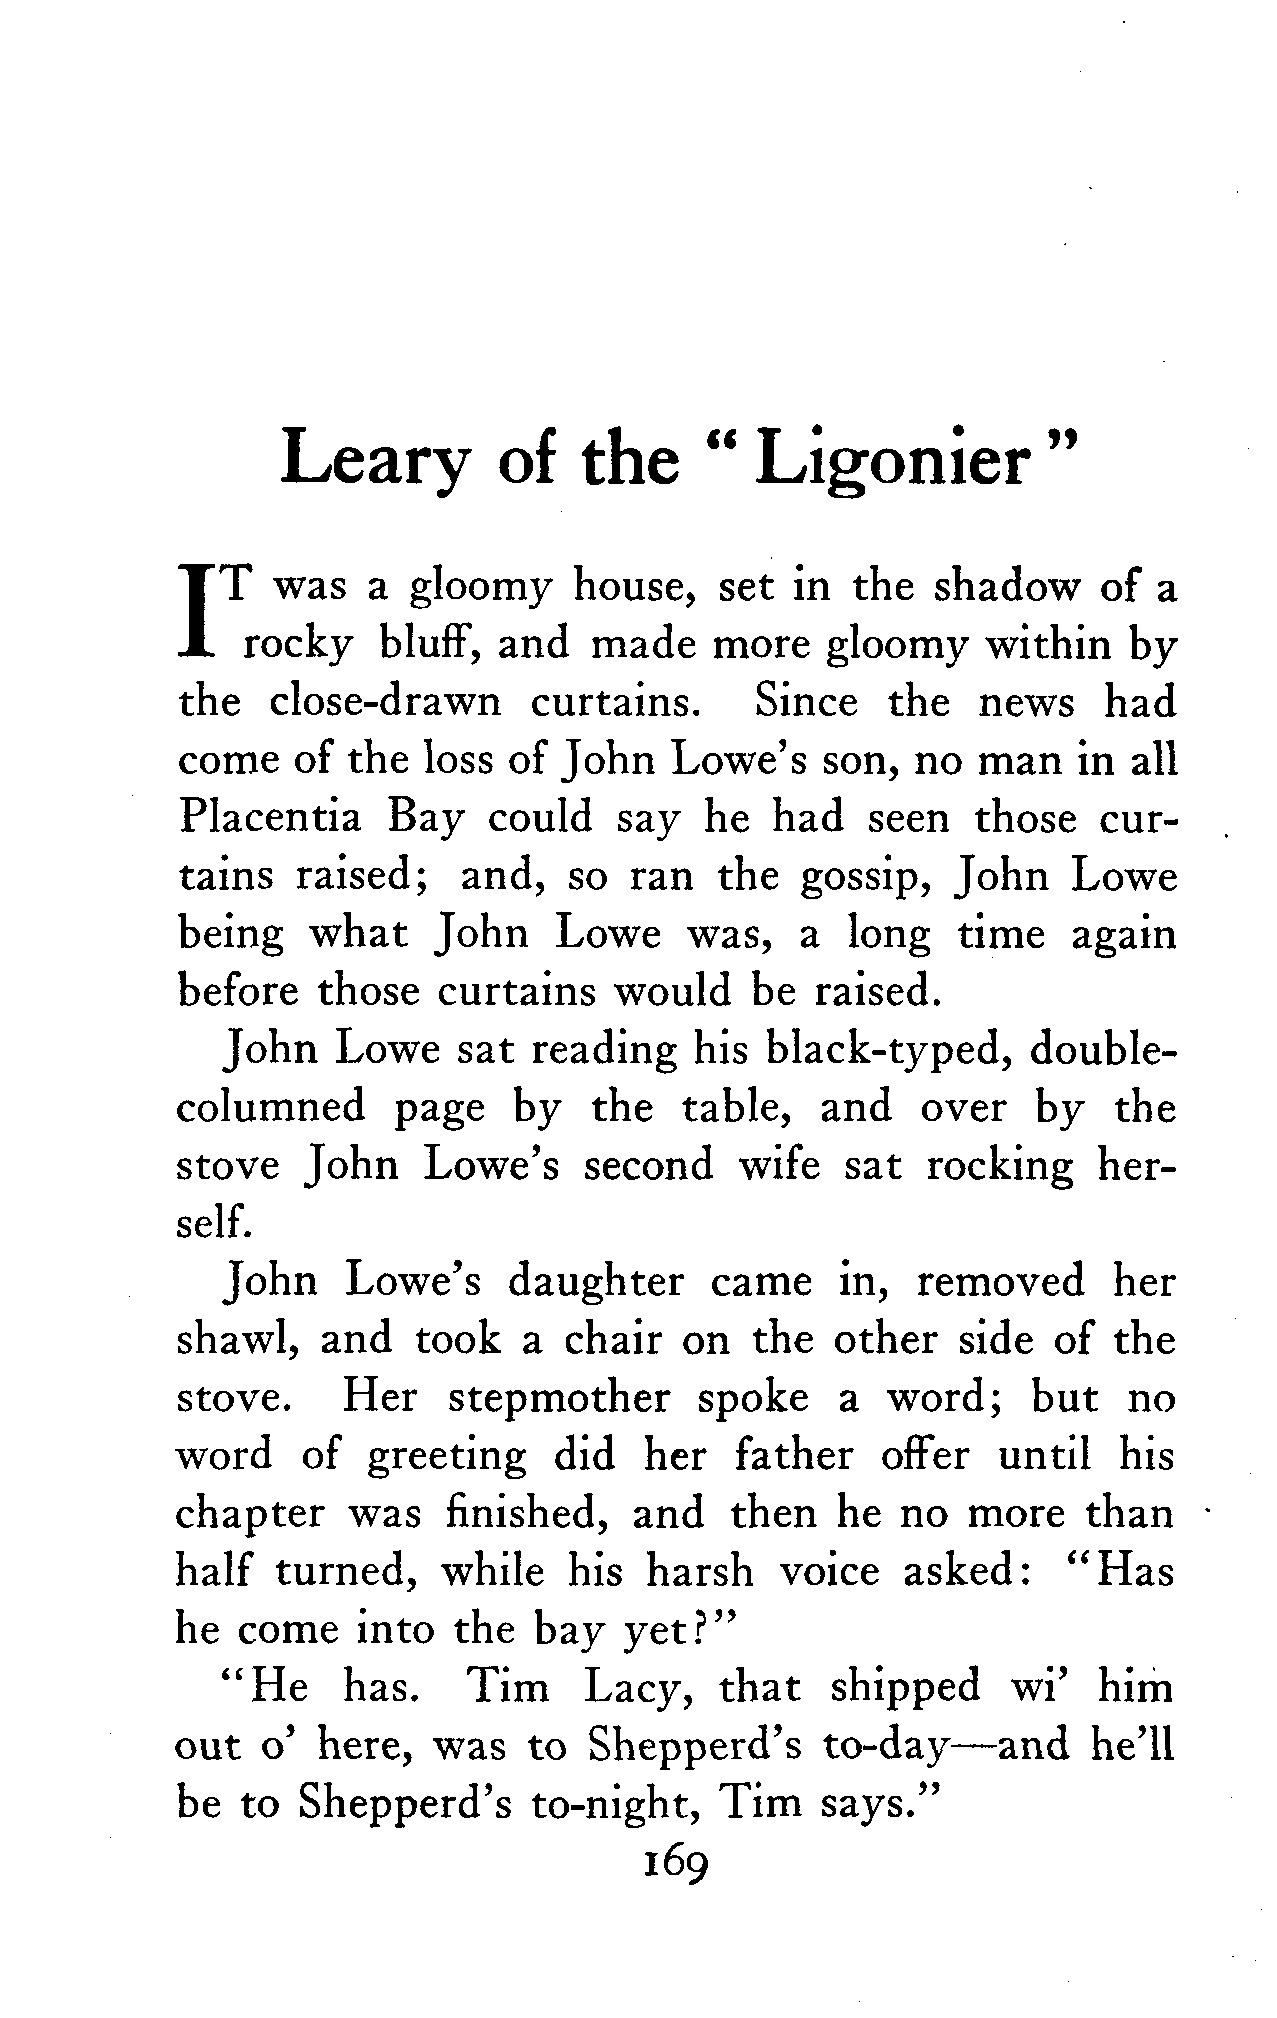 Leary of the "Ligonier"
IT was a gloomy house, set in the shadow of a
rocky bluff, and made more gloomy within by
the close-drawn curtains. Since the news had
come of the loss of John Lowe's son, no man in all
Placentia Bay could say he had seen those cur-
tains raised; and, so ran the gossip, John Lowe
being what John Lowe was, a long time again
before those curtains would be raised.
John Lowe sat reading his black-typed, double-
columned page by the table, and over by the
stove John Lowe's second wife sat rocking her-
self.
John Lowe's daughter came in, removed her
shawl, and took a chair on the other side of the
stove. Her stepmother spoke a word; but no
word of greeting did her father offer until his
chapter was finished, and then he no more than
half turned, while his harsh voice asked: "Has
he come into the bay yet?"
"He has. Tim Lacy, that shipped wi' him
out o' here, was to Shepperd's to-day—and he'll
be to Shepperd's to-night, Tim says."
169